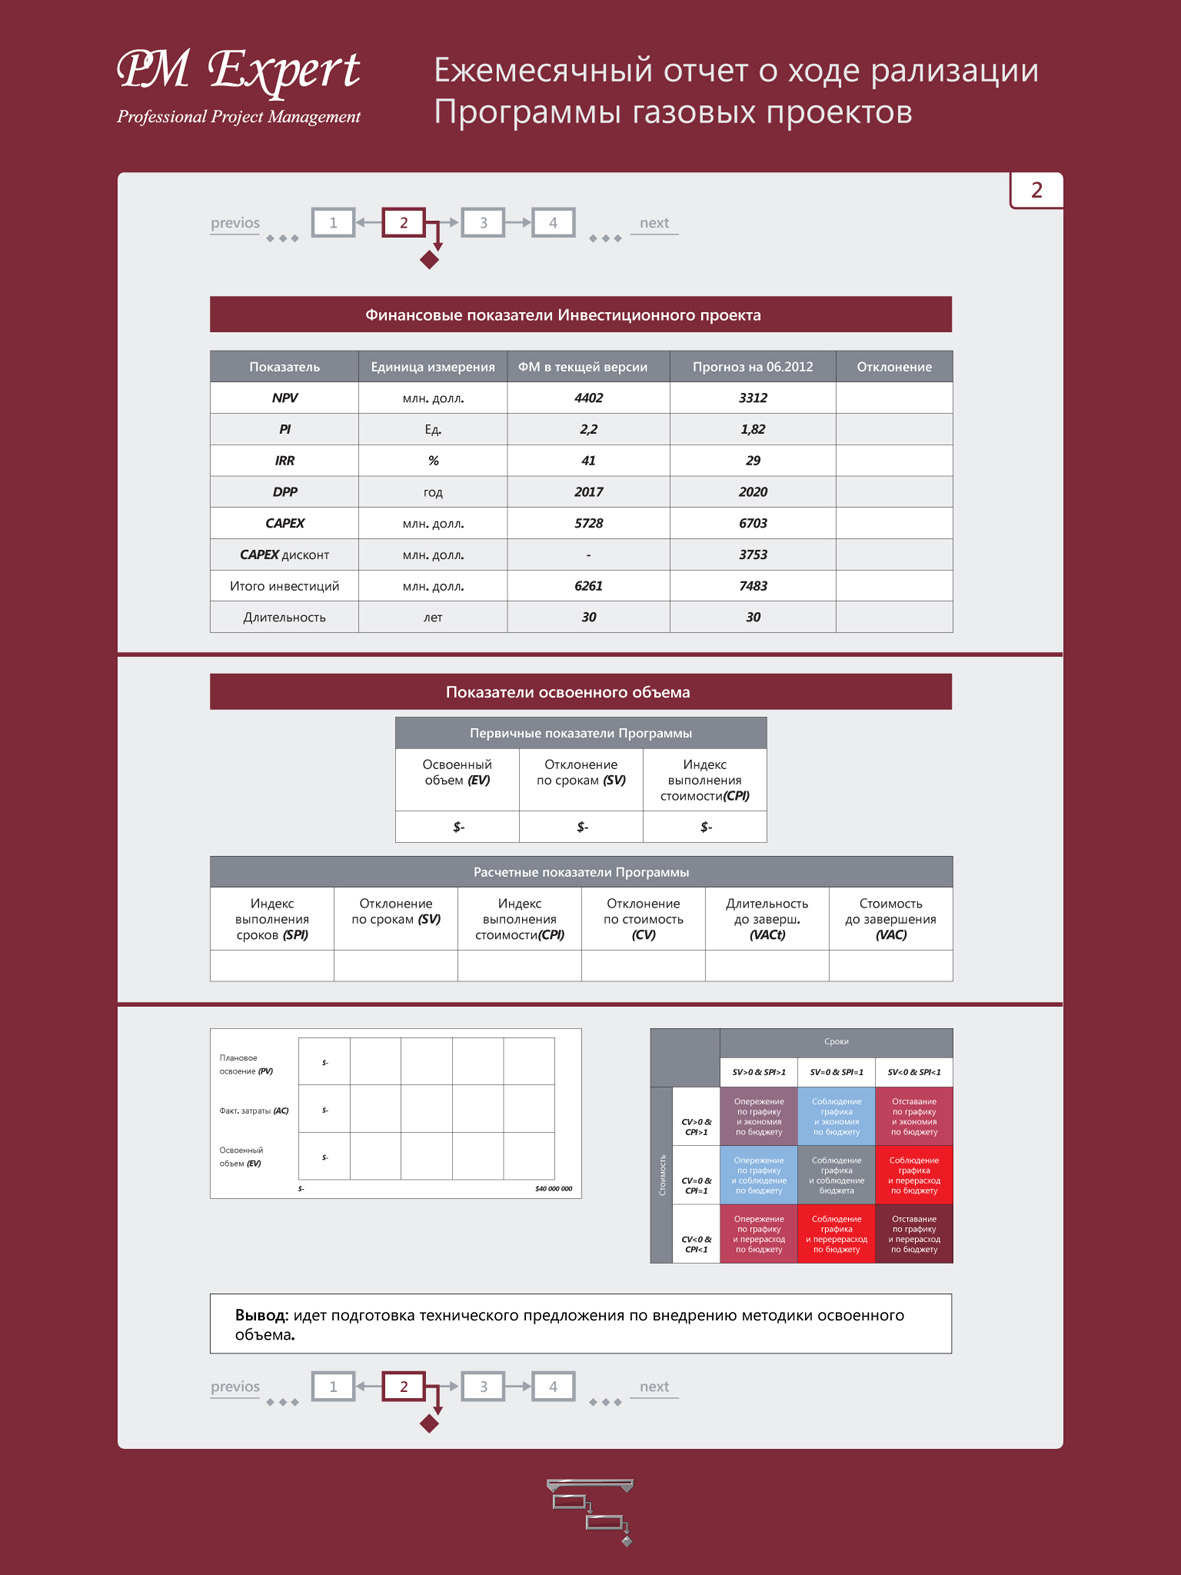 PM Expert
Professional Project Management
Ежемесячный отчет о ходе рализации
Программы газовых проектов
2
previos 1 2 3 4 next
Финансовые показатели Инвестиционного проекта
Показатель Единица измерения ФМ в текщей версии Прогноз на 06.2012 Отклонение
NPV млн. долл. 4402 3312
PI Ед. 2,2 1,82
IRR % 41 29
DPP год 2017 2020
CAPEX млн. долл. 5728 6703
CAPEX дисконт млн. долл. - 3753
Итого инвестиций млн. долл. 6261 7483
Длительность лет 30 30
Показатели освоенного объема
Первичные показатели Программы
Освоенный
объем (EV)
Отклонение
по срокам (SV)
Индекс
выполнения
стоимости(CPI)
$- $- $-
Расчетные показатели Программы
Индекс
выполнения
сроков (SPI)
Отклонение
по срокам (SV)
Индекс
выполнения
стоимости(CPI)
Отклонение
по стоимость
(CV)
Длительность
до заверш.
(VACt)
Стоимость
до завершения
(VAC)
Плановое
освоение (PV)
$-
Факт. затраты (AC)
$-
Освоенный
объем (EV)
$-
$- $40 000 000
Сроки
SV>0 & SPI>1 SV=0 & SPI=1 SV<0 & SPI<1
Стоимость
CV>0 &
CPI>1
Опережение
по графику
и экономия
по бюджету
Соблюдение
графика
и экономия
по бюджету
Отставание
по графику
и экономия
по бюджету
CV=0 &
CPI=1
Опережение
по графику
и соблюдение
по бюджету
Соблюдение
графика
и соблюдение
бюджета
Соблюдение
графика
и перерасход
по бюджету
CV<0 &
CPI<1
Опережение
по графику
и перерасход
по бюджету
Соблюдение
графика
и перерерасход
по бюджету
Отставание
по графику
и перерасход
по бюджету
Вывод: идет подготовка технического предложения по внедрению методики освоенного
объема.
previos 1 2 3 4 next